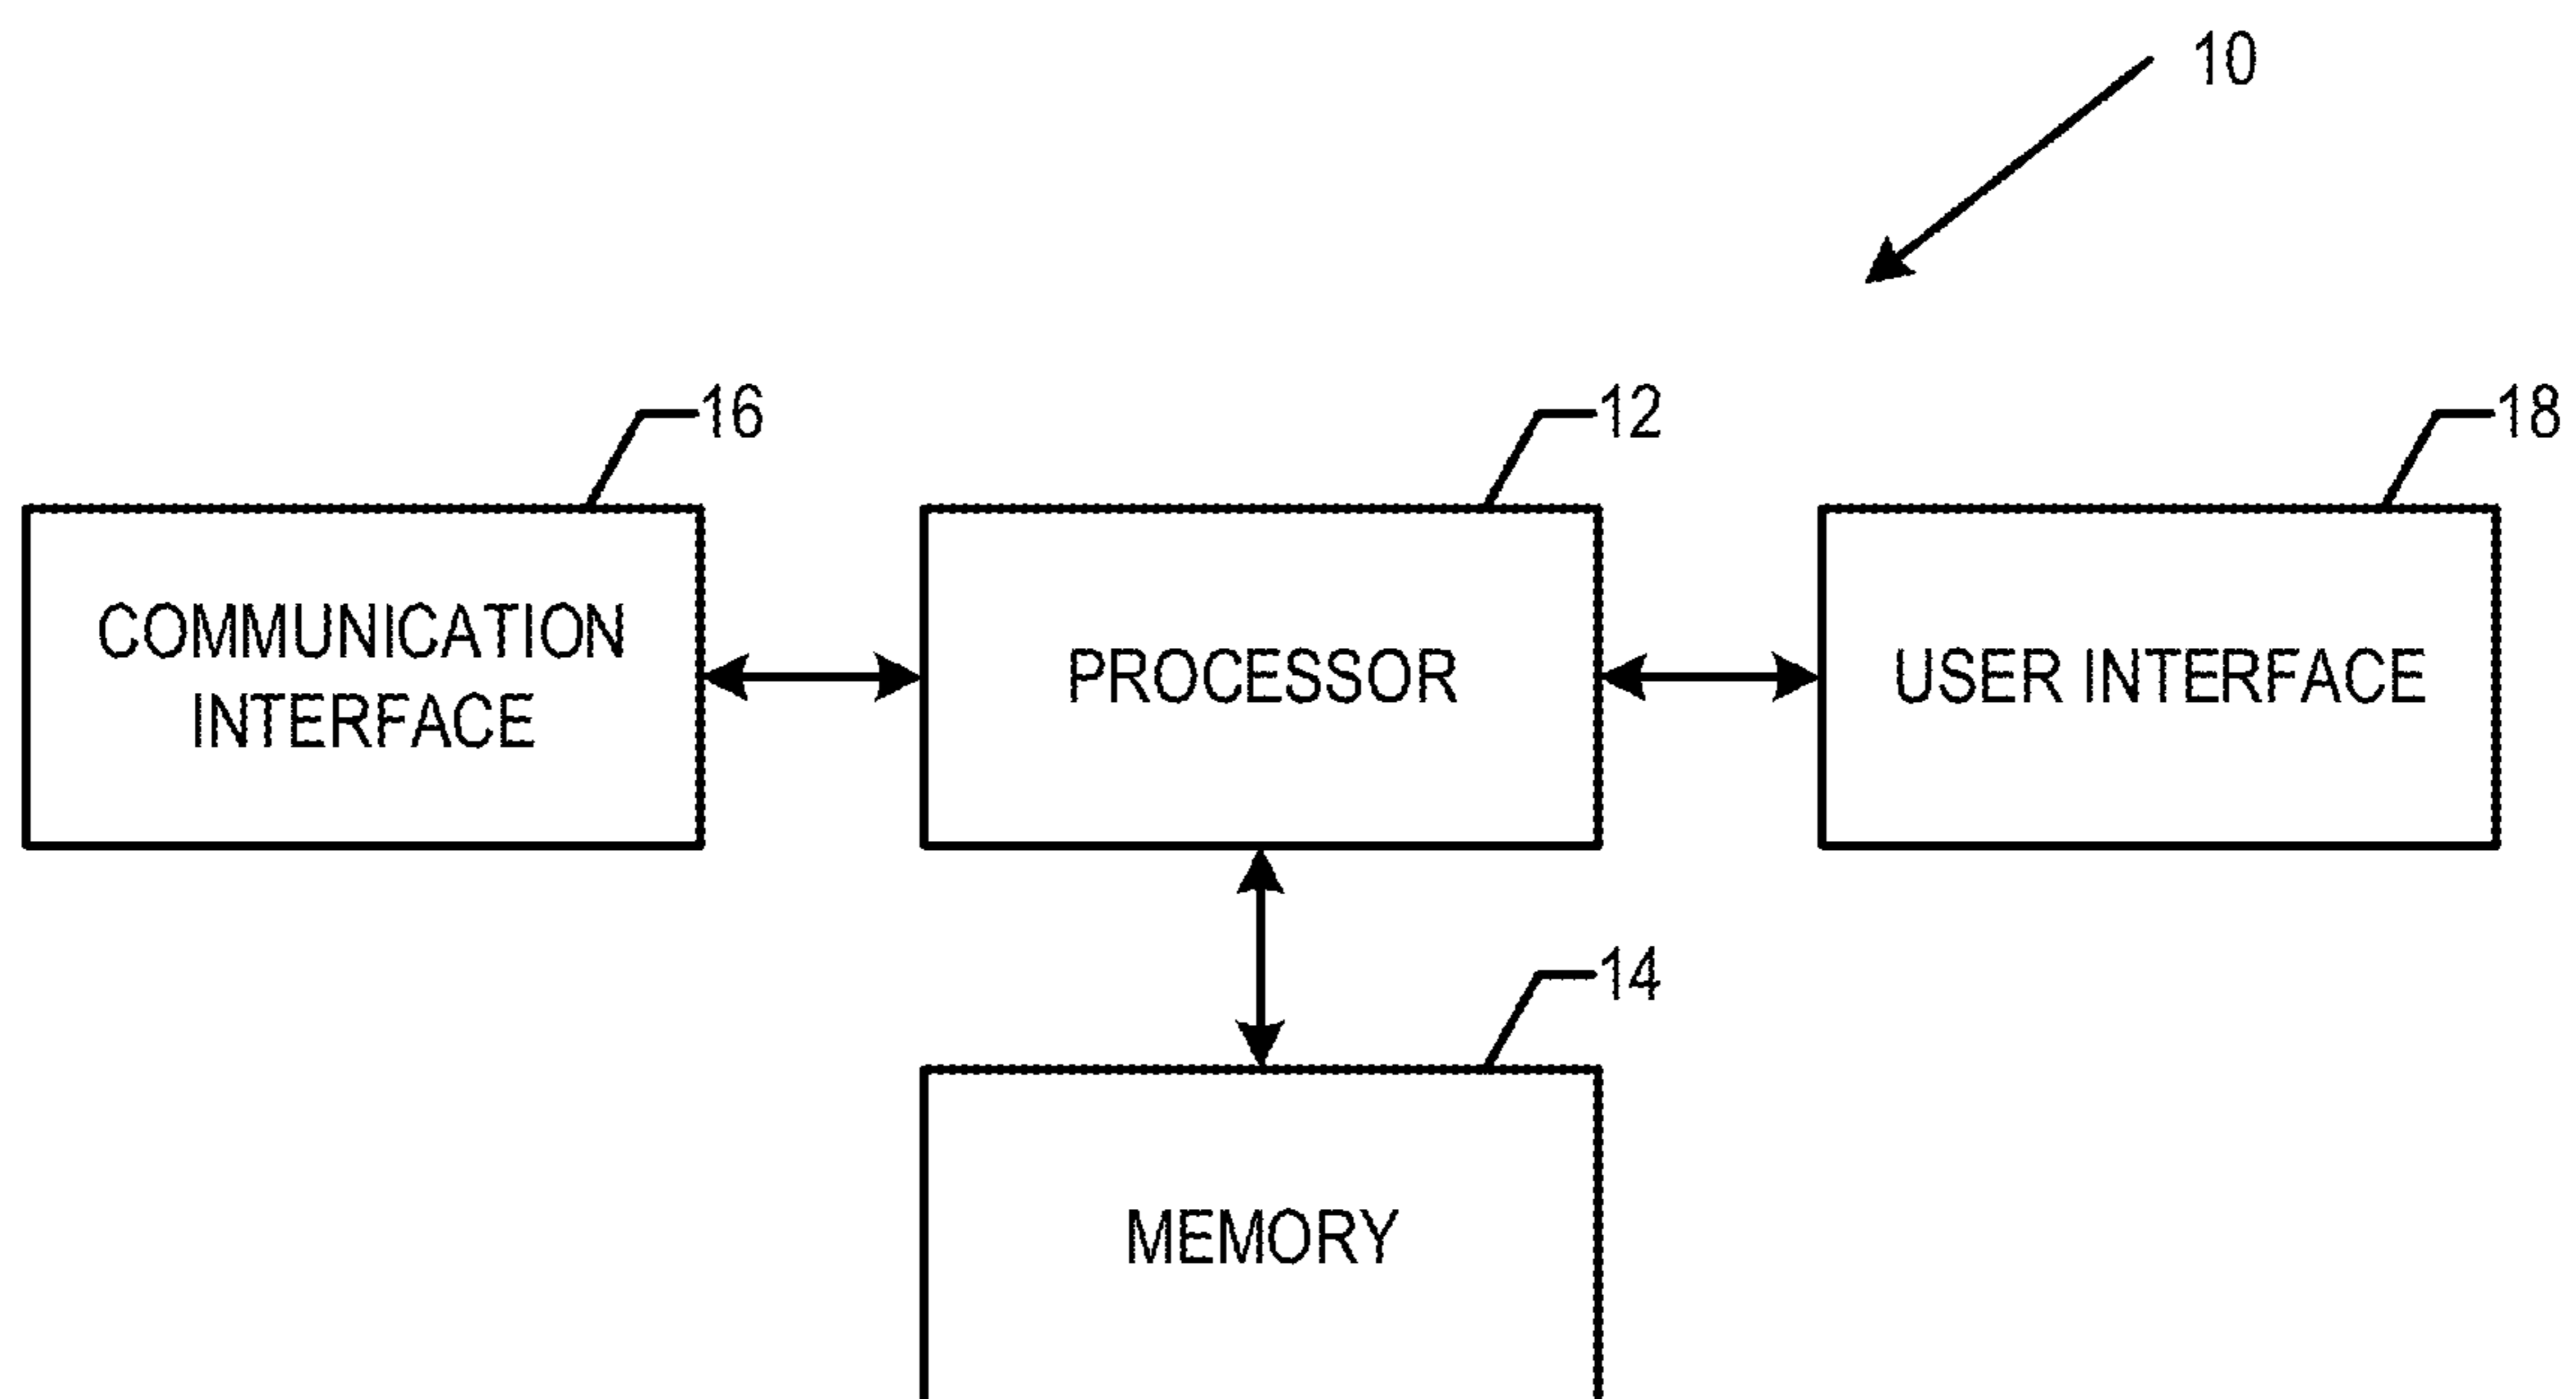 10
16
12
18
COMMUNICATION
INTERFACE
PROCESSOR
USER INTERFACE
14
MEMORY